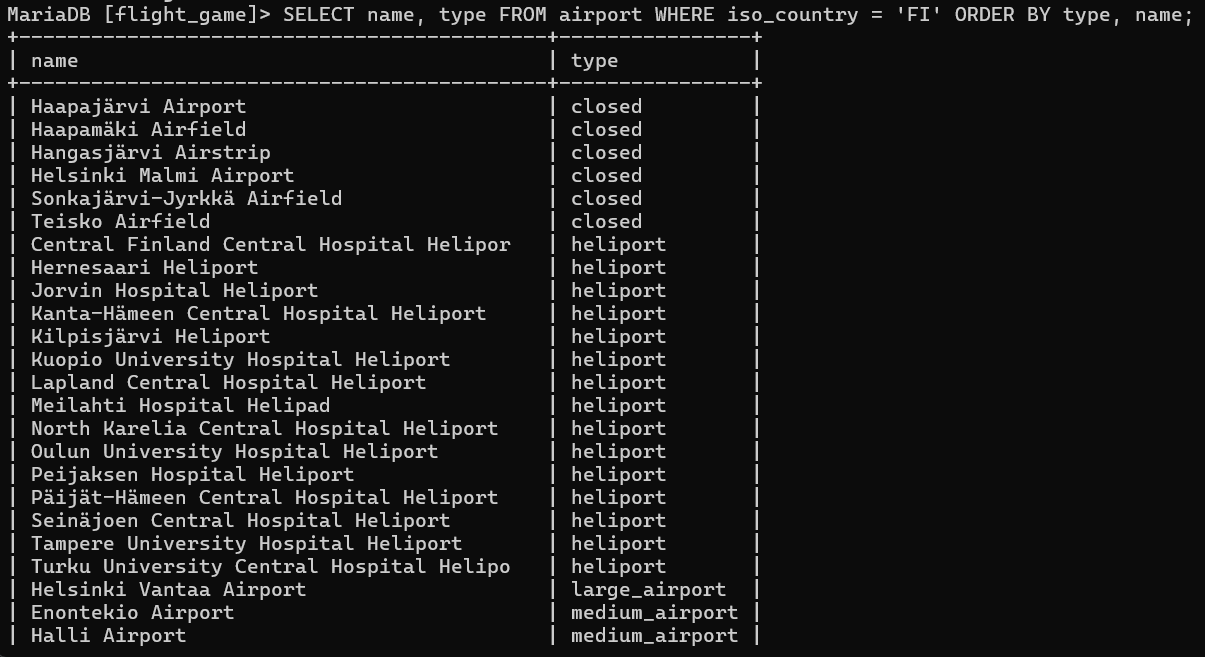 MariaDB [flight_game]> SELECT name, type FROM airport WHERE iso_country = 'FI' ORDER BY type, name;
+--------------------------------------------+----------------+
| name                                       | type           |
+--------------------------------------------+----------------+
| Haapajärvi Airport                         | closed         |
| Haapamäki Airfield                         | closed         |
| Hangasjärvi Airstrip                       | closed         |
| Helsinki Malmi Airport                     | closed         |
| Sonkajärvi-Jyrkkä Airfield                 | closed         |
| Teisko Airfield                            | closed         |
| Central Finland Central Hospital Helipor   | heliport       |
| Hernesaari Heliport                        | heliport       |
| Jorvin Hospital Heliport                   | heliport       |
| Kanta-Hämeen Central Hospital Heliport     | heliport       |
| Kilpisjärvi Heliport                       | heliport       |
| Kuopio University Hospital Heliport        | heliport       |
| Lapland Central Hospital Heliport          | heliport       |
| Meilahti Hospital Helipad                  | heliport       |
| North Karelia Central Hospital Heliport    | heliport       |
| Oulun University Hospital Heliport         | heliport       |
| Peijaksen Hospital Heliport                | heliport       |
| Päijät-Hämeen Central Hospital Heliport    | heliport       |
| Seinäjoen Central Hospital Heliport        | heliport       |
| Tampere University Hospital Heliport       | heliport       |
| Turku University Central Hospital Helipo   | heliport       |
| Helsinki Vantaa Airport                    | large_airport  |
| Enontekio Airport                          | medium_airport |
| Halli Airport                              | medium_airport |